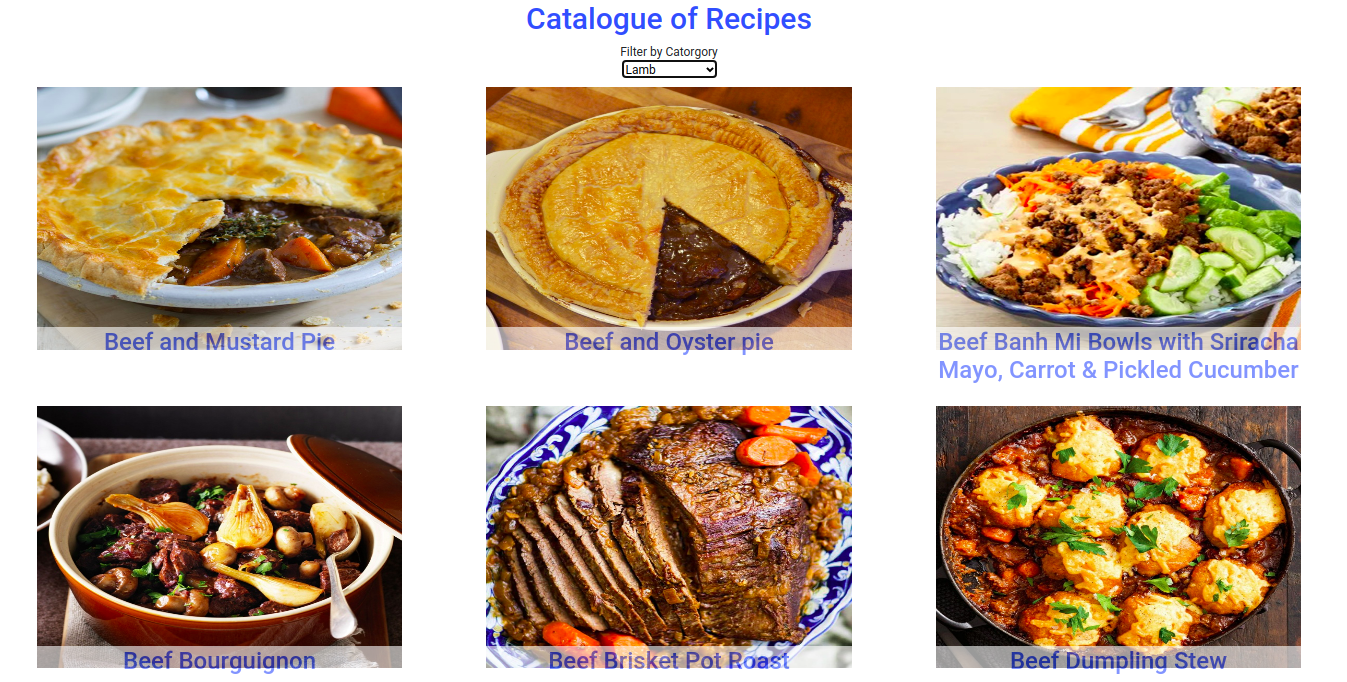 Catalogue of Recipes
Filter by Catorgory
Lamb
Beef and Mustard Pie
Beef and Oyster pie
Beef Banh Mi Bowls with Sriracha
Mayo, Carrot & Pickled Cucumber
Beef Bourguignon
Beef Brisket Pot Roast
Beef Dumpling Stew